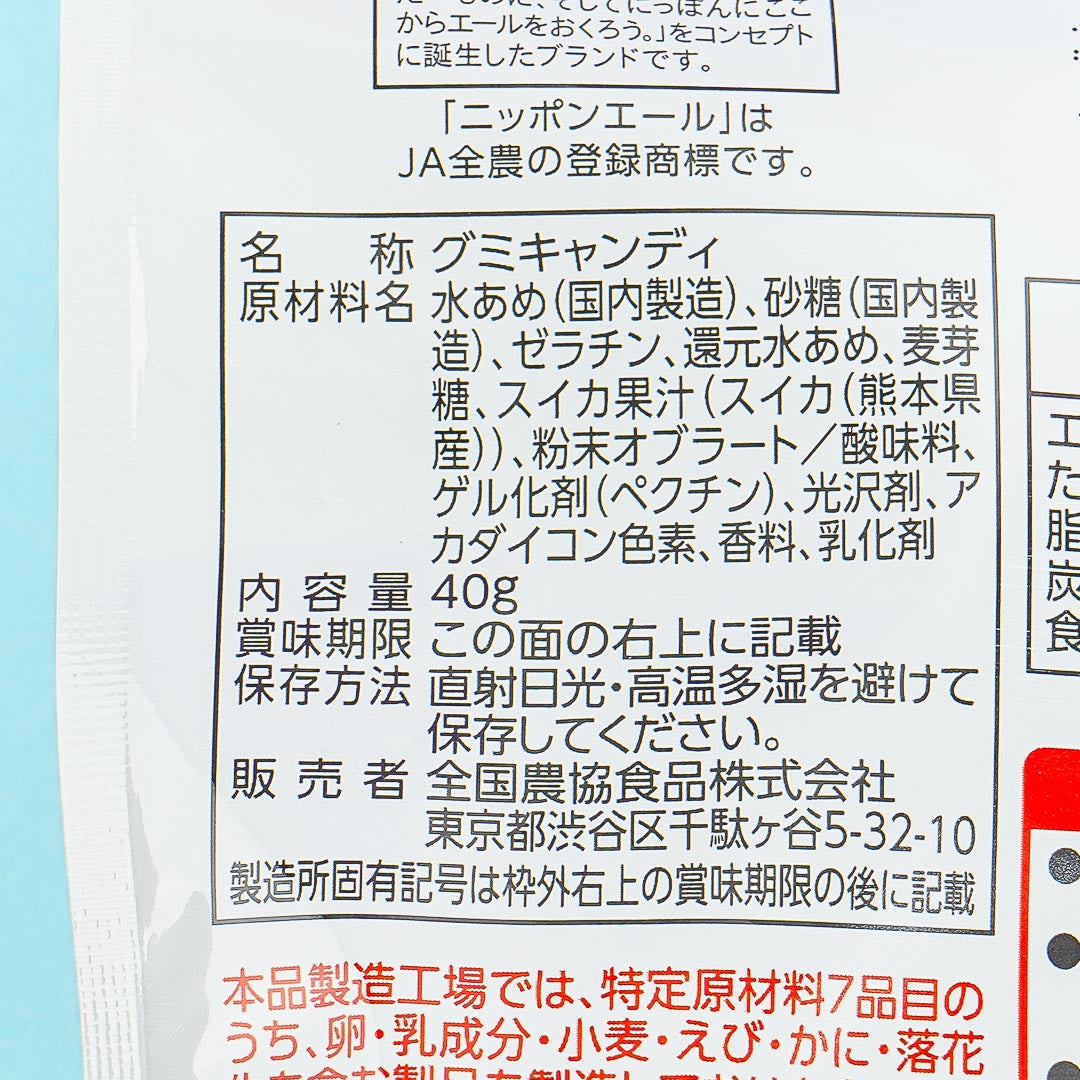 からエールをおくろう。」をコンセプト
に誕生したブランドです。
「ニッポンエール」は
JA全農の登録商標です。
名 称 グミキャンディ
原材料名 水あめ(国内製造)、砂糖(国内製
造)、ゼラチン、還元水あめ、麦芽
糖、スイカ果汁(スイカ(熊本県
産))、粉末オブラート／酸味料、
ゲル化剤(ペクチン)、光沢剤、ア
カダイコン色素、香料、乳化剤
内容量 40g
賞味期限 この面の右上に記載
保存方法 直射日光・高温多湿を避けて
保存してください。
販売者 全国農協食品株式会社
東京都渋谷区千駄ヶ谷5-32-10
製造所固有記号は枠外右上の賞味期限の後に記載
本品製造工場では、特定原材料7品目の
うち、卵・乳成分・小麦・えび・かに・落花
エ
た
脂
炭
食